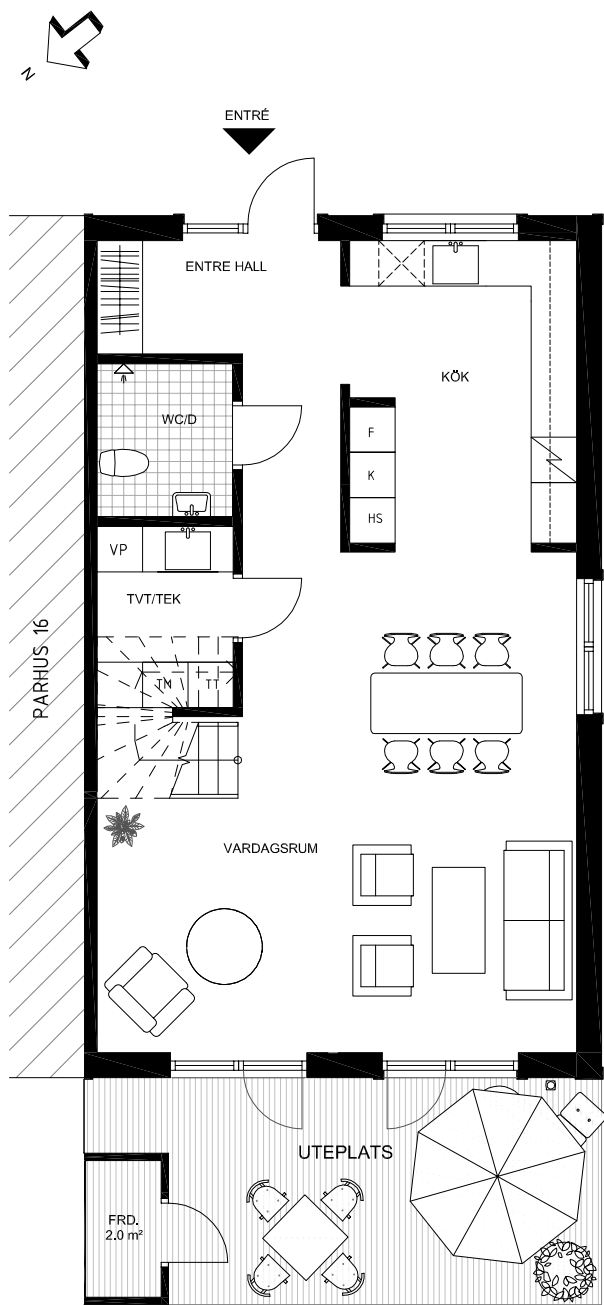 N
ENTRÉ
ENTRE HALL
KÖK
WC/D
F
K
HS
VP
TVT/TEK
PARHUS 16
TM
TT
VARDAGSRUM
UTEPLATS
FRD.
2.0 m²